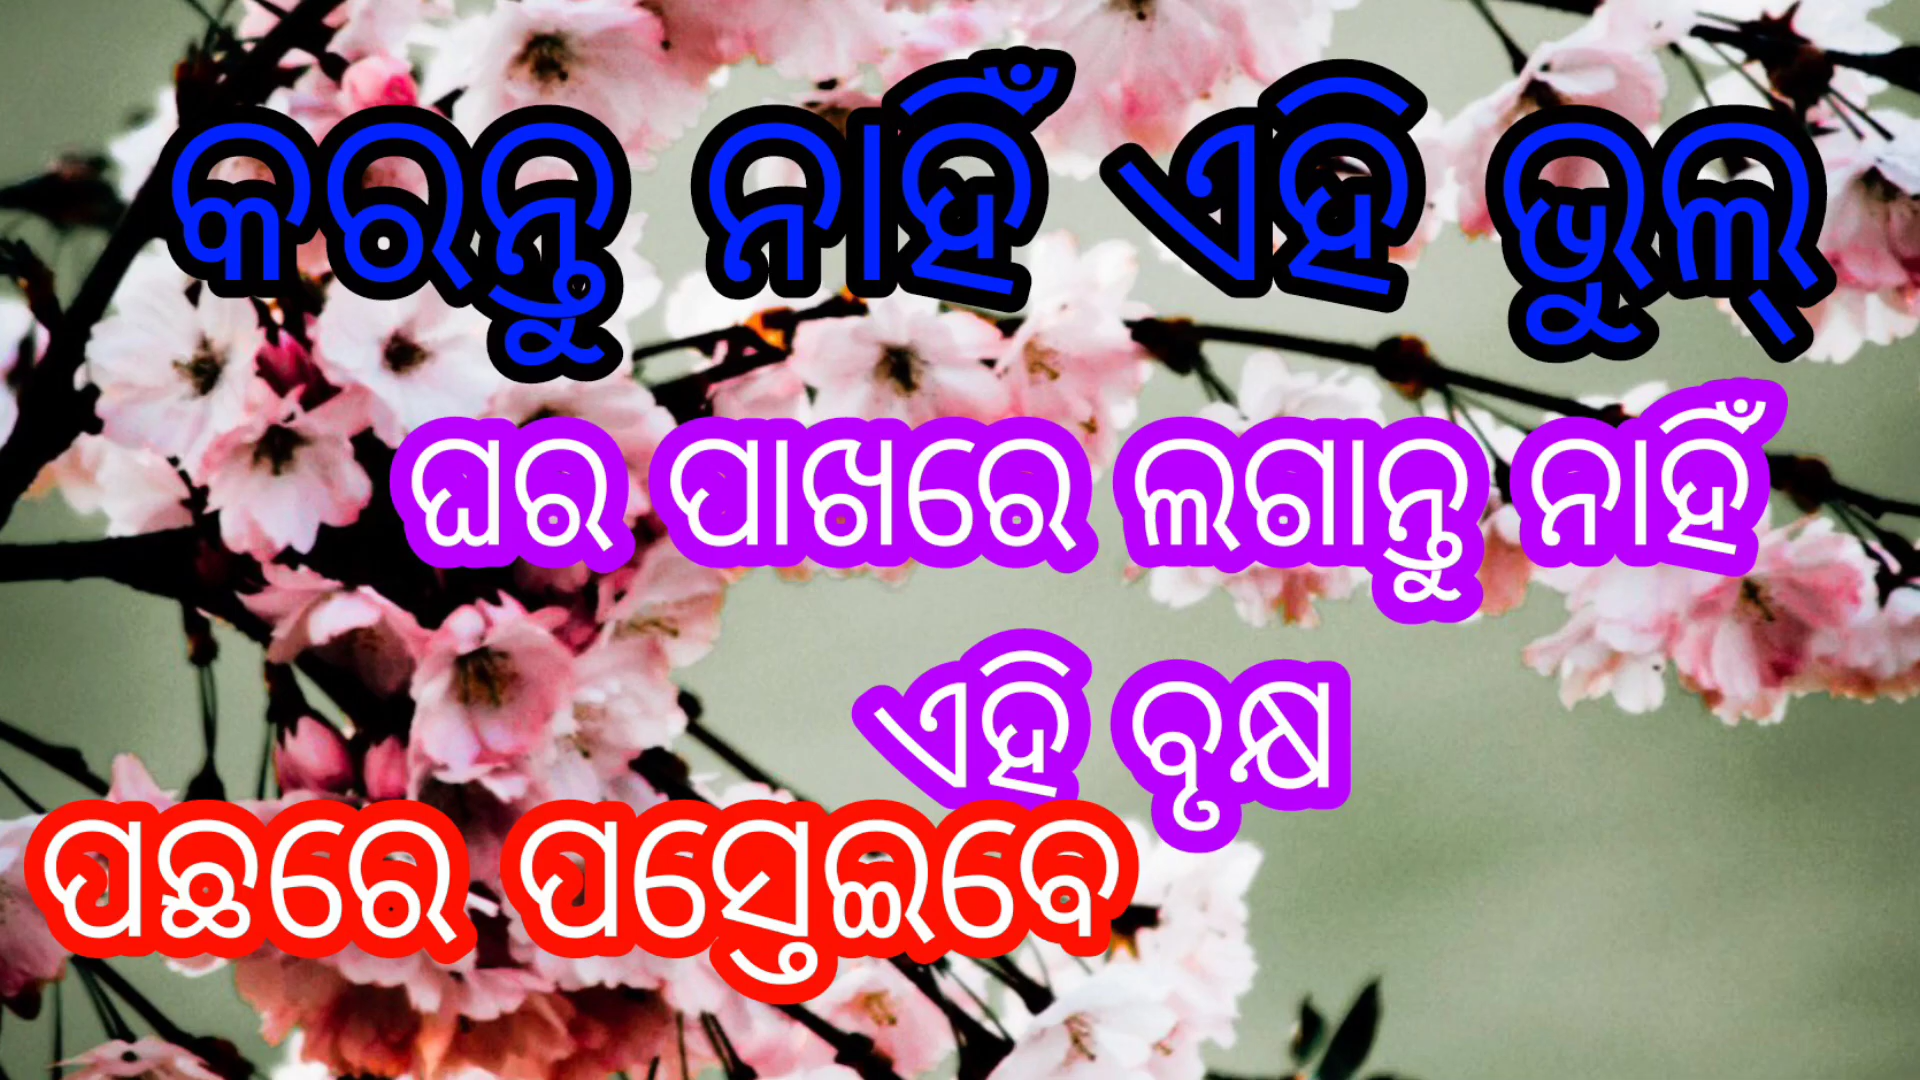 କରନ୍ତୁ ନାହିଁ ଏହି ଭୁଲ୍
ଘର ପାଖରେ ଲଗାନ୍ତୁ ନାହିଁ
ଏହି ବୃକ୍ଷ
ପଛରେ ପସ୍ତେଇବେ